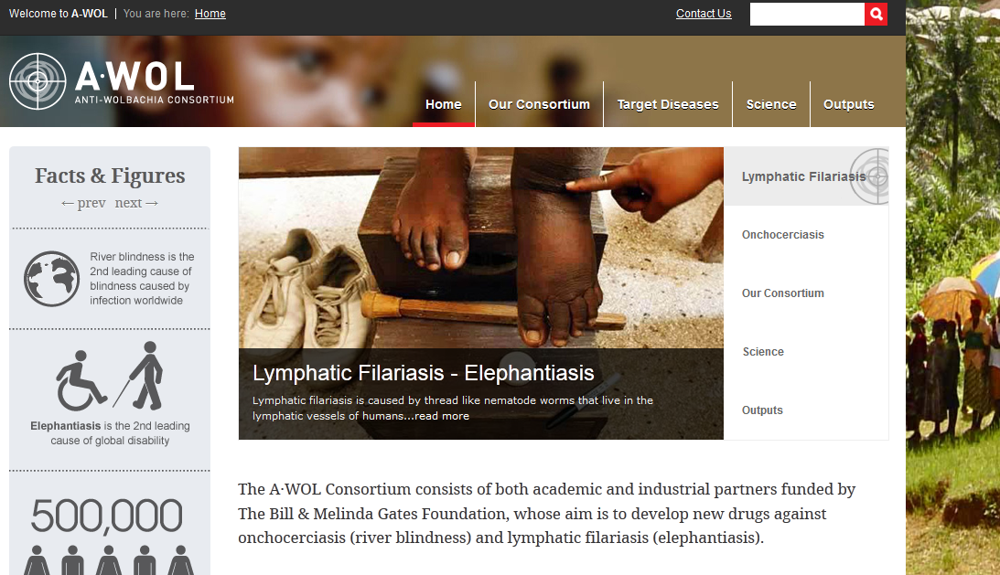 Welcome to A-WOL | You are here: Home
Contact Us
A·WOL
ANTI-WOLBACHIA CONSORTIUM
Home
Our Consortium
Target Diseases
Science
Outputs
Facts & Figures
← prev next →
River blindness is the
2nd leading cause of
blindness caused by
infection worldwide
Elephantiasis is the 2nd leading
cause of global disability
500,000
Lymphatic Filariasis - Elephantiasis
Lymphatic filariasis is caused by thread like nematode worms that live in the
lymphatic vessels of humans...read more
Lymphatic Filariasis
Onchocerciasis
Our Consortium
Science
Outputs
The A·WOL Consortium consists of both academic and industrial partners funded by
The Bill & Melinda Gates Foundation, whose aim is to develop new drugs against
onchocerciasis (river blindness) and lymphatic filariasis (elephantiasis).